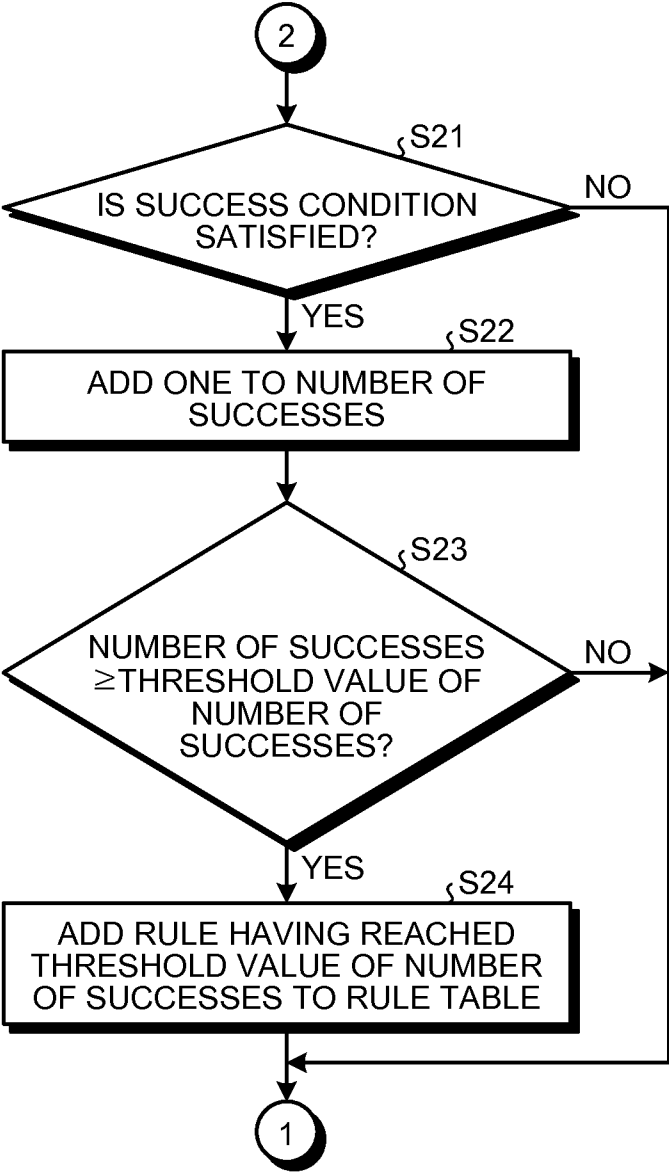 2
S21
IS SUCCESS CONDITION
SATISFIED?
NO
YES
S22
ADD ONE TO NUMBER OF
SUCCESSES
S23
NUMBER OF SUCCESSES
≧THRESHOLD VALUE OF
NUMBER OF
SUCCESSES?
NO
YES
S24
ADD RULE HAVING REACHED
THRESHOLD VALUE OF NUMBER
OF SUCCESSES TO RULE TABLE
1